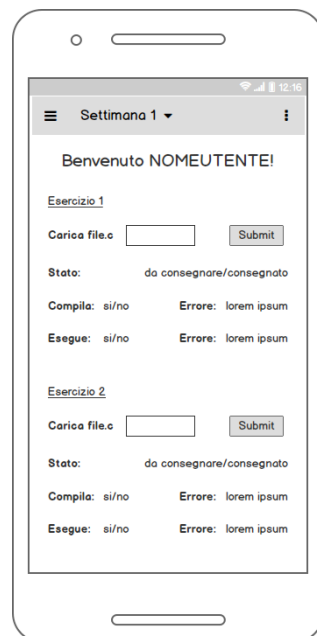 12:16
Settimana 1
Benvenuto NOMEUTENTE!
Esercizio 1
Carica file.c Submit
Stato: da consegnare/consegnato
Compila: si/no Errore: lorem ipsum
Esegue: si/no Errore: lorem ipsum
Esercizio 2
Carica file.c Submit
Stato: da consegnare/consegnato
Compila: si/no Errore: lorem ipsum
Esegue: si/no Errore: lorem ipsum